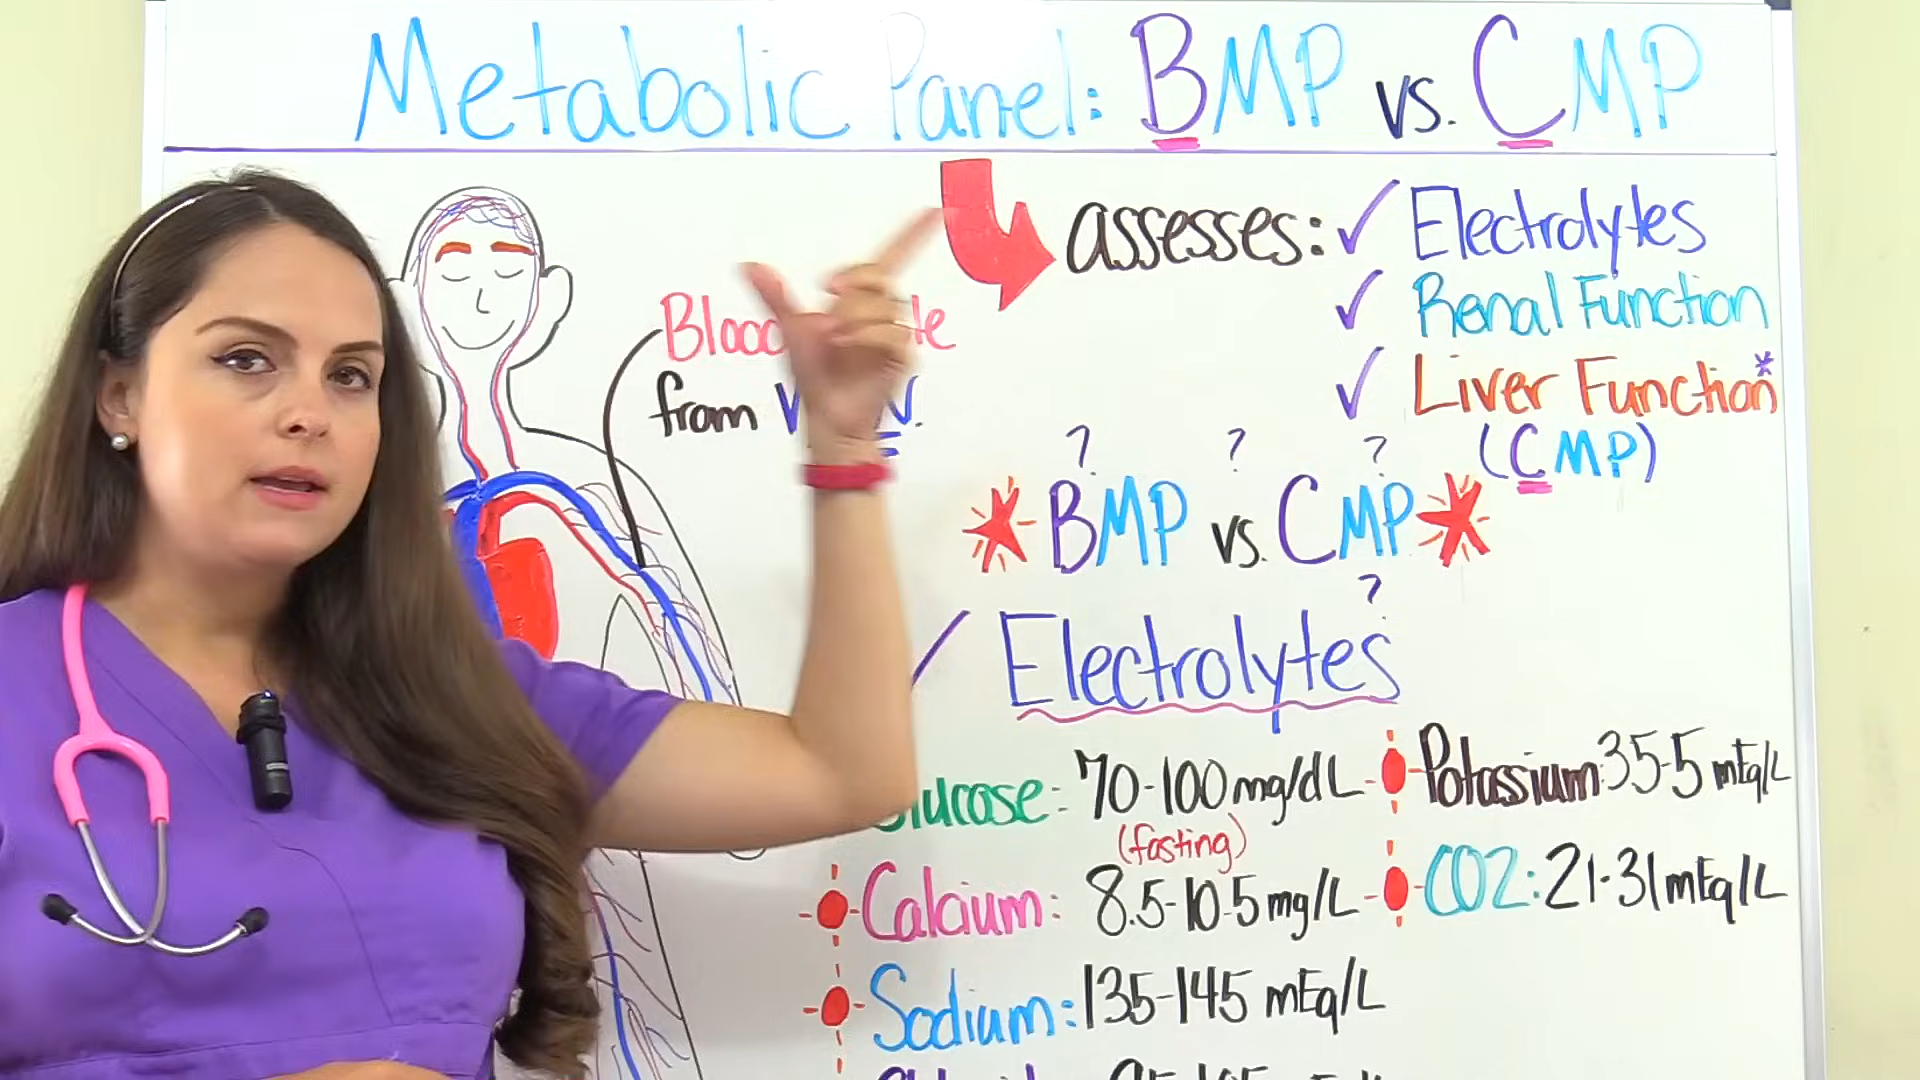 Metabolic Panel: BMP vs. CMP
assesses: ✓ Electrolytes
✓ Renal Function
✓ Liver Function*
(CMP)
from
? ? ?
BMP vs. CMP
?
✓ Electrolytes
70-100 mg/dL
(fasting)
Calcium: 8.5-10.5 mg/L
Sodium: 135-145 mEq/L
Potassium: 3.5-5 mEq/L
CO2: 21-31 mEq/L